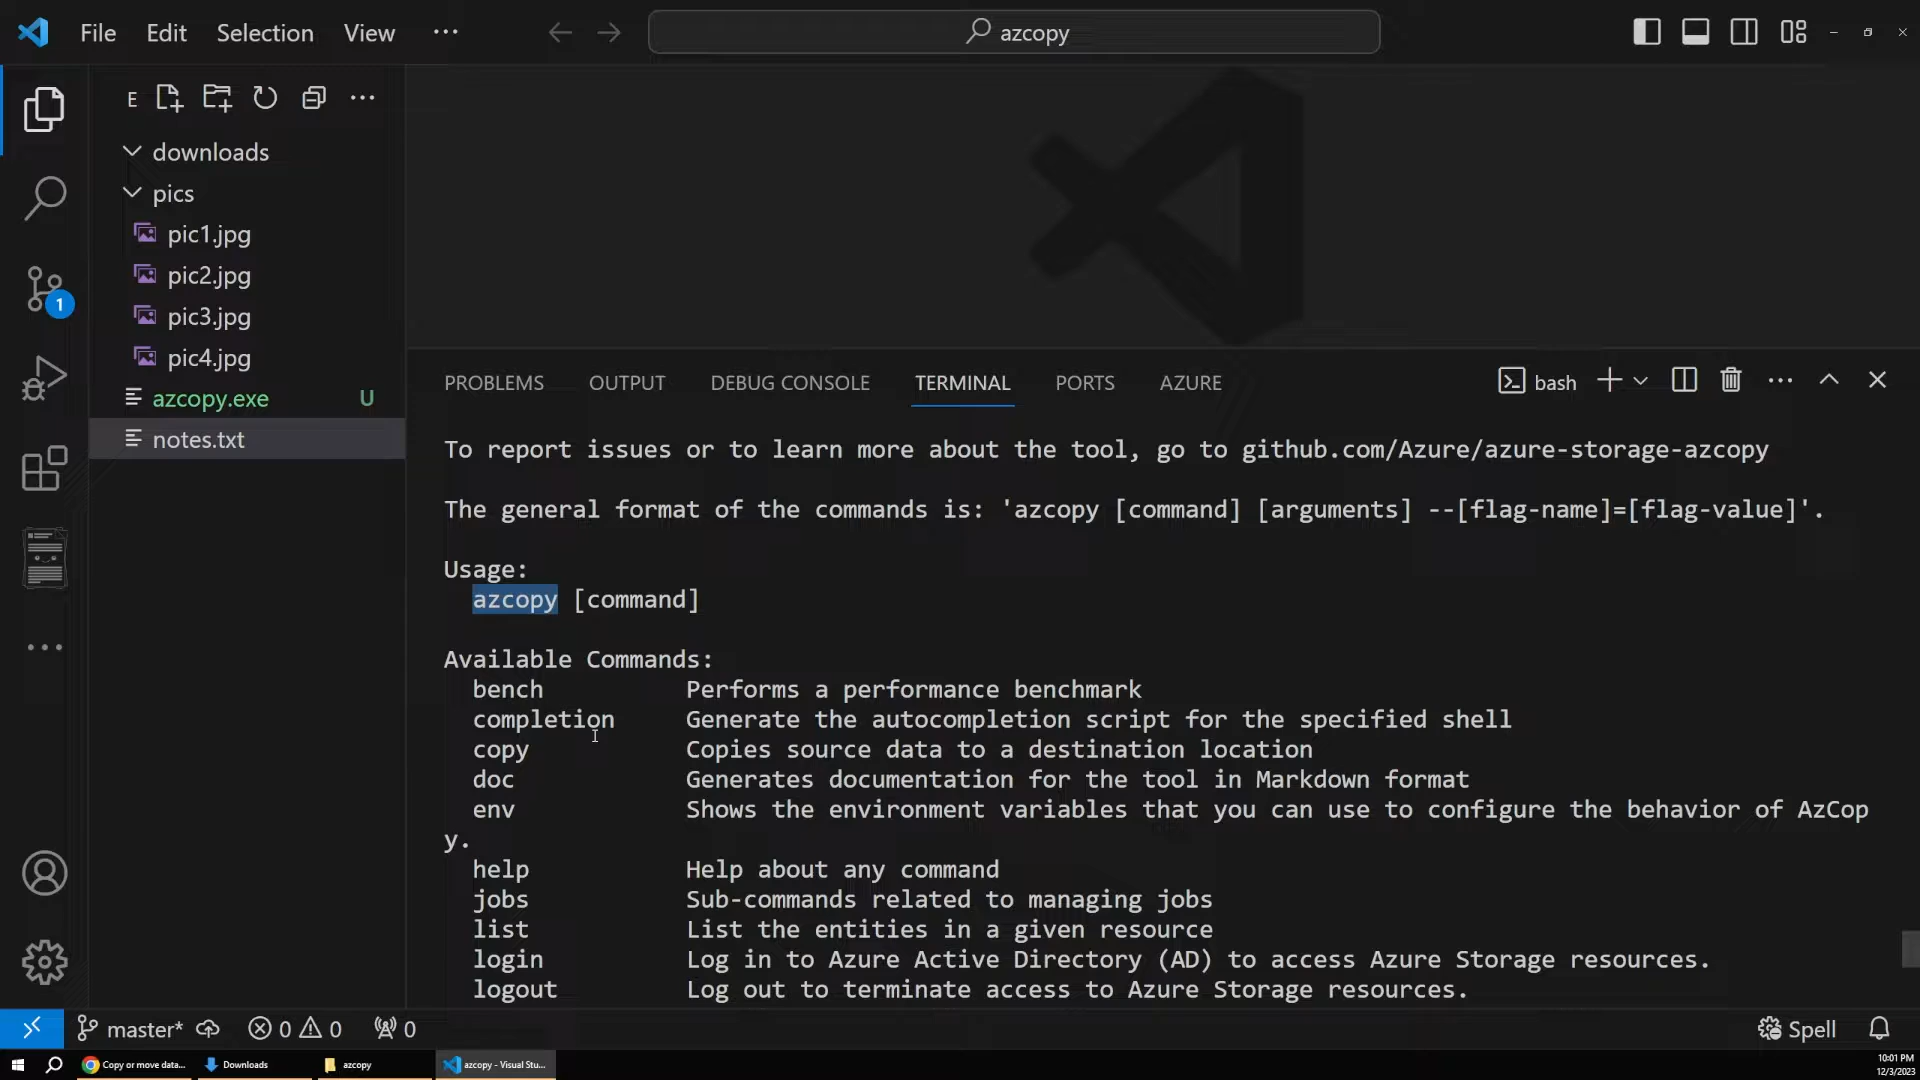 File Edit Selection View ···
azcopy
E
downloads
pics
pic1.jpg
pic2.jpg
pic3.jpg
pic4.jpg
azcopy.exe U
notes.txt
1
PROBLEMS OUTPUT DEBUG CONSOLE TERMINAL PORTS AZURE
bash
To report issues or to learn more about the tool, go to github.com/Azure/azure-storage-azcopy
The general format of the commands is: 'azcopy [command] [arguments] --[flag-name]=[flag-value]'.
Usage:
azcopy [command]
Available Commands:
bench Performs a performance benchmark
completion Generate the autocompletion script for the specified shell
copy Copies source data to a destination location
doc Generates documentation for the tool in Markdown format
env Shows the environment variables that you can use to configure the behavior of AzCop
y.
help Help about any command
jobs Sub-commands related to managing jobs
list List the entities in a given resource
login Log in to Azure Active Directory (AD) to access Azure Storage resources.
logout Log out to terminate access to Azure Storage resources.
master* 0 0 0 Spell
Copy or move data... Downloads azcopy azcopy - Visual Stu...
10:01 PM
12/3/2023